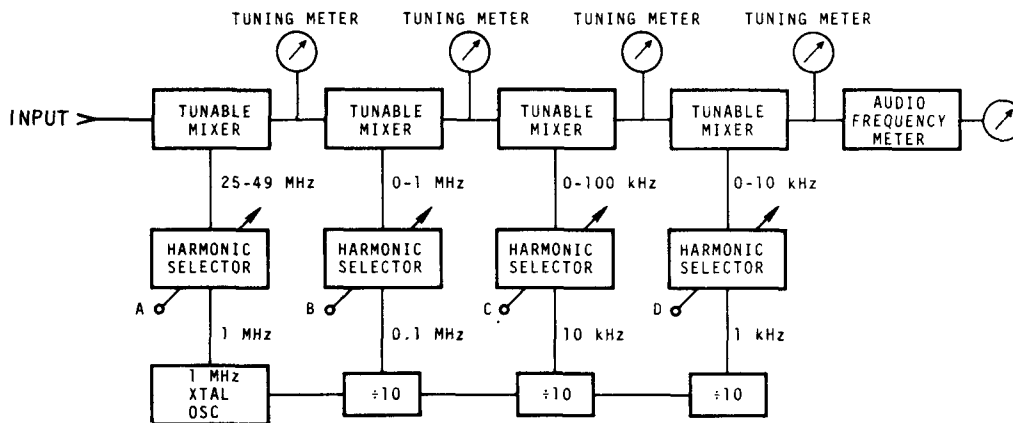 TUNING METER
TUNING METER
TUNING METER
TUNING METER
INPUT
TUNABLE
MIXER
TUNABLE
MIXER
TUNABLE
MIXER
TUNABLE
MIXER
AUDIO
FREQUENCY
METER
25-49 MHz
0-1 MHz
0-100 kHz
0-10 kHz
HARMONIC
SELECTOR
HARMONIC
SELECTOR
HARMONIC
SELECTOR
HARMONIC
SELECTOR
A
B
C
D
1 MHz
0.1 MHz
10 kHz
1 kHz
1 MHz
XTAL
OSC
÷10
÷10
÷10